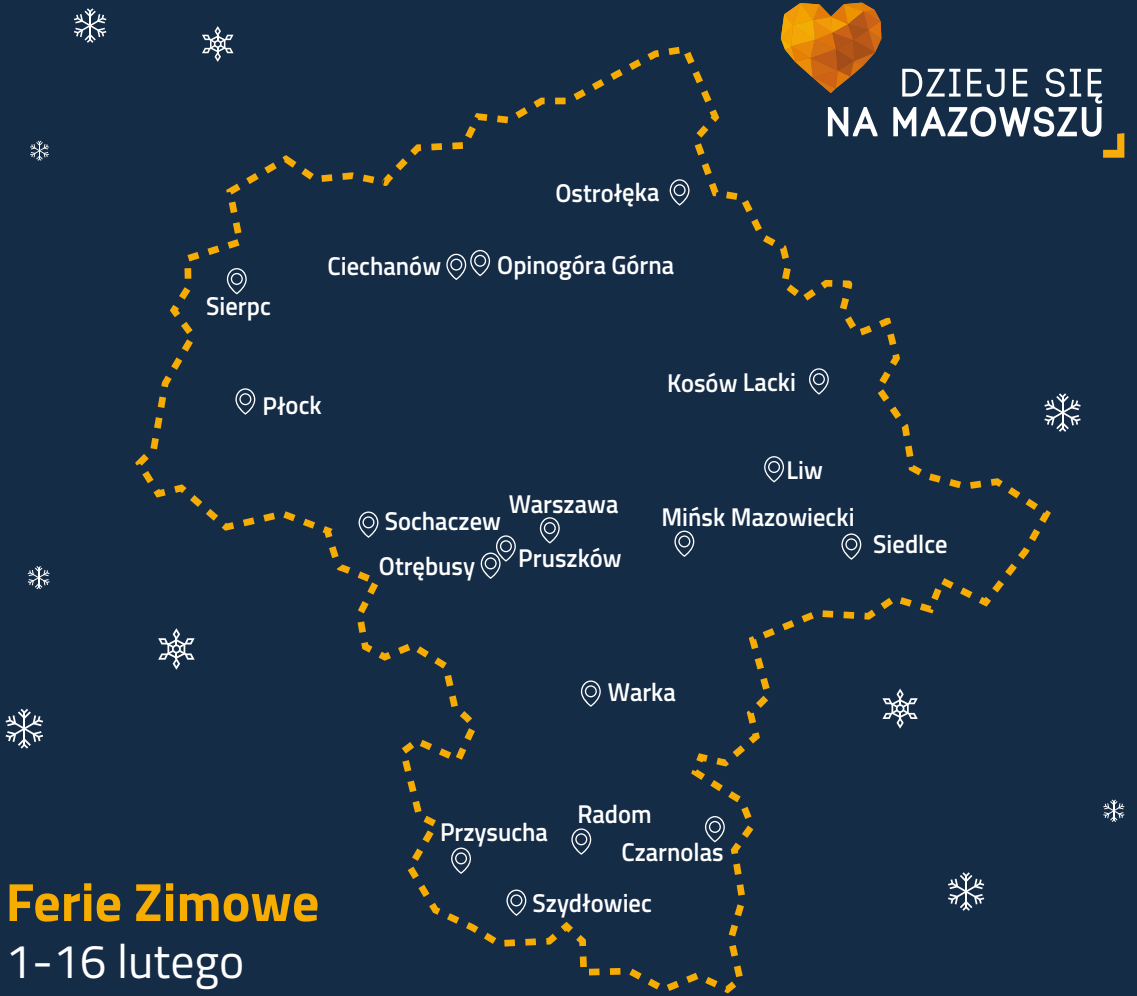 DZIEJE SIĘ
NA MAZOWSZU
Ostrołęka
Ciechanów
Opinogóra Górna
Sierpc
Kosów Lacki
Płock
Liw
Warszawa
Mińsk Mazowiecki
Sochaczew
Siedlce
Pruszków
Otrębusy
Warka
Radom
Przysucha
Czarnolas
Szydłowiec
Ferie Zimowe
1-16 lutego